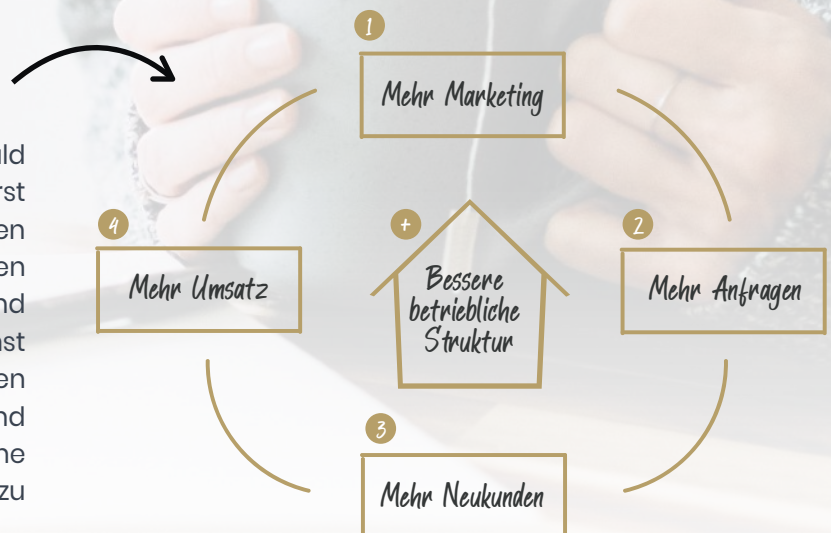 1
Mehr Marketing
2
Mehr Anfragen
3
Mehr Neukunden
4
Mehr Umsatz
+
Bessere
betriebliche
Struktur